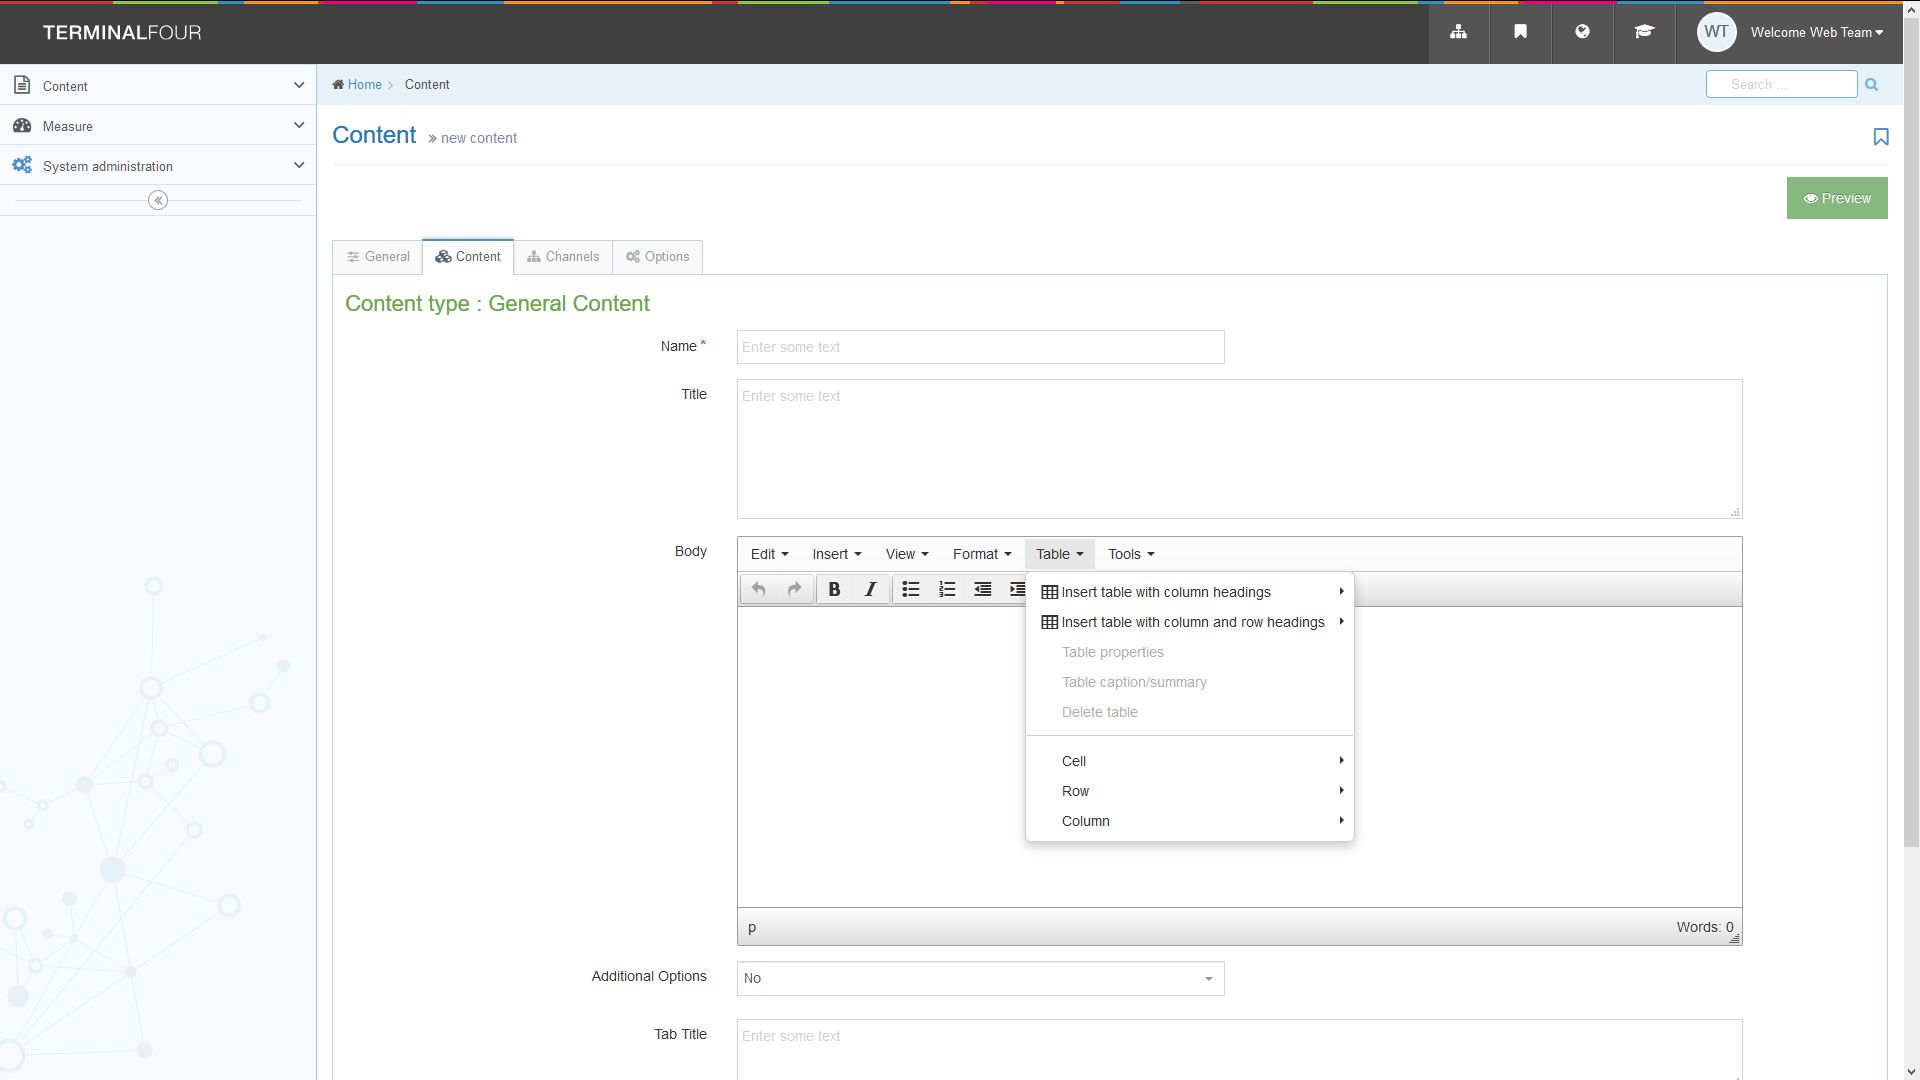 TERMINALFOUR
WT
Welcome Web Team
Content
Measure
System administration
Home
Content
Search ...
Content
» new content
Preview
General
Content
Channels
Options
Content type : General Content
Name *
Enter some text
Title
Enter some text
Body
Edit
Insert
View
Format
Table
Tools
B
I
Insert table with column headings
Insert table with column and row headings
Table properties
Table caption/summary
Delete table
Cell
Row
Column
p
Words: 0
Additional Options
No
Tab Title
Enter some text